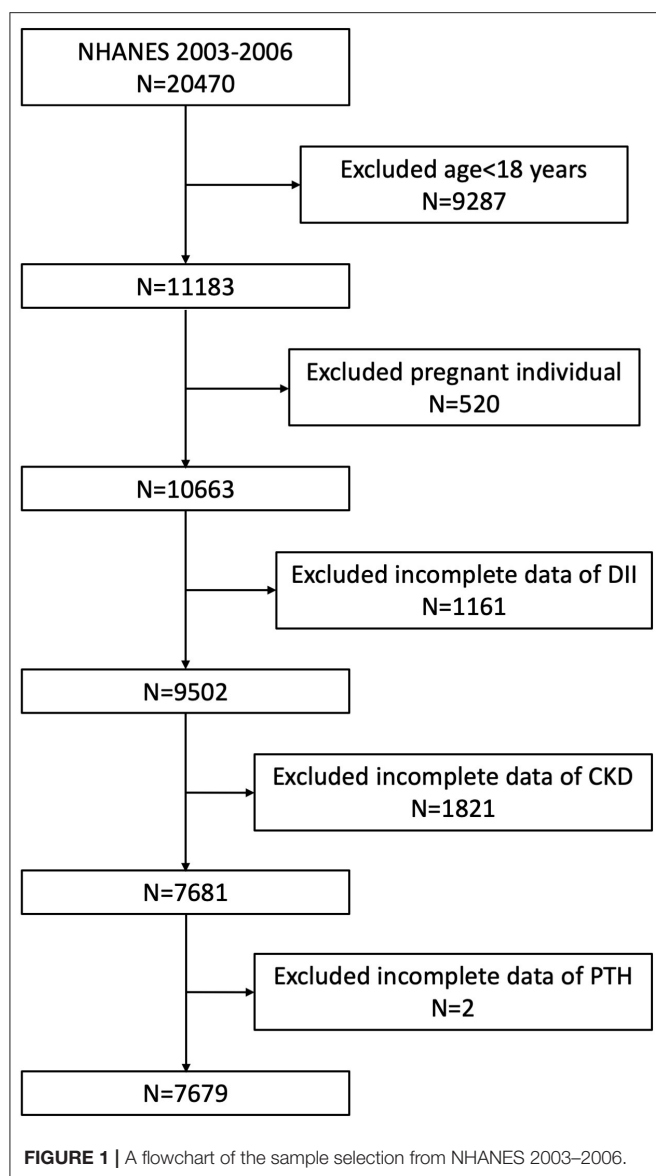 NHANES 2003-2006
N=20470
Excluded age<18 years
N=9287
N=11183
Excluded pregnant individual
N=520
N=10663
Excluded incomplete data of DII
N=1161
N=9502
Excluded incomplete data of CKD
N=1821
N=7681
Excluded incomplete data of PTH
N=2
N=7679
FIGURE 1 | A flowchart of the sample selection from NHANES 2003–2006.